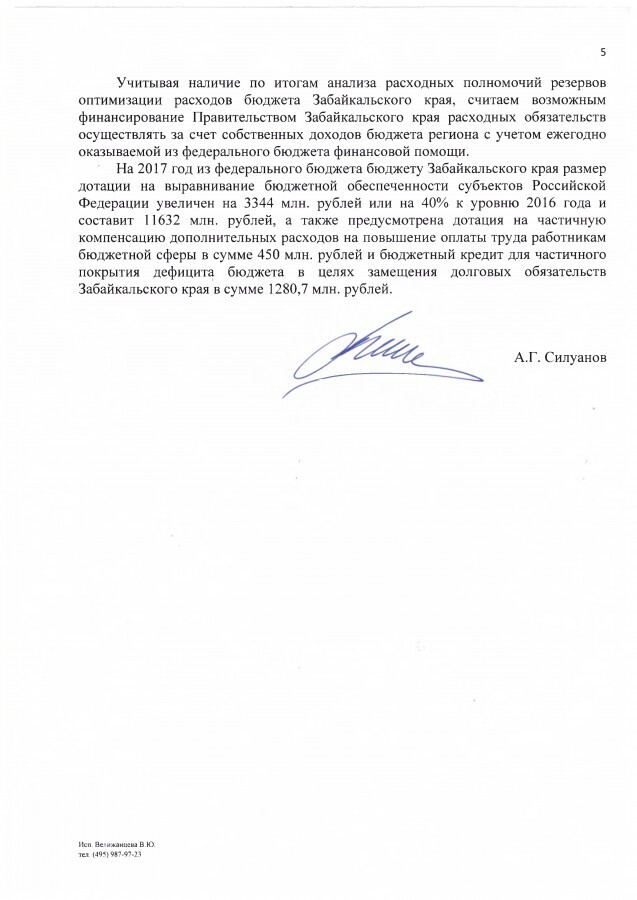 5
Учитывая наличие по итогам анализа расходных полномочий резервов
оптимизации расходов бюджета Забайкальского края, считаем возможным
финансирование Правительством Забайкальского края расходных обязательств
осуществлять за счет собственных доходов бюджета региона с учетом ежегодно
оказываемой из федерального бюджета финансовой помощи.
На 2017 год из федерального бюджета бюджету Забайкальского края размер
дотации на выравнивание бюджетной обеспеченности субъектов Российской
Федерации увеличен на 3344 млн. рублей или на 40% к уровню 2016 года и
составит 11632 млн. рублей, а также предусмотрена дотация на частичную
компенсацию дополнительных расходов на повышение оплаты труда работникам
бюджетной сферы в сумме 450 млн. рублей и бюджетный кредит для частичного
покрытия дефицита бюджета в целях замещения долговых обязательств
Забайкальского края в сумме 1280,7 млн. рублей.
А.Г. Силуанов
Исп. Велижанцева В.Ю.
тел. (495) 987-97-23